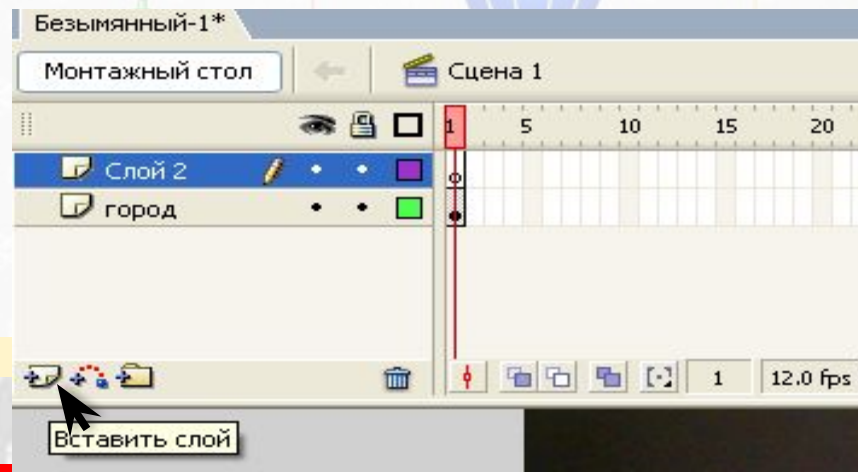 Безымянный-1*
Монтажный стол Сцена 1
1 5 10 15 20
Слой 2
город
1 12.0 fps
Вставить слой